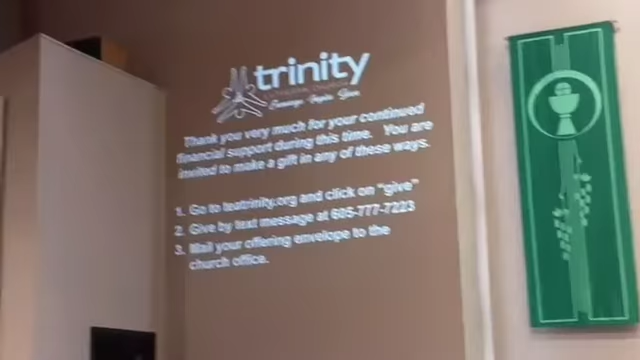 trinity
Thank you very much for your continued
financial support during this time. You are
invited to make a gift in any of these ways.
1. Go to and click on "give"
2. Give by text message at 605-777-7223
3. Mail your offering envelope to the
church office.